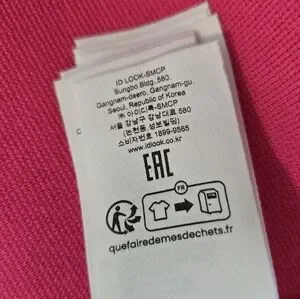 ID LOOK-SMCP
Sungbo Bldg, 580,
Gangnam-daero, Gangnam-gu,
Seoul, Republic of Korea
㈜ 아이디룩-SMCP
서울 강남구 강남대로 580
(논현동, 성보빌딩)
소비자번호 1899-9565
www.idlook.co.kr
C
EAC
FR
quefairedemesdechets.fr